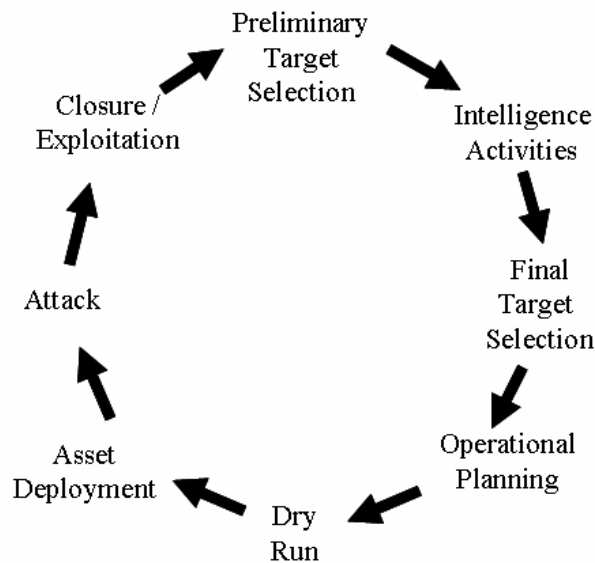 Preliminary
Target
Selection
Intelligence
Activities
Final
Target
Selection
Operational
Planning
Dry
Run
Asset
Deployment
Attack
Closure /
Exploitation